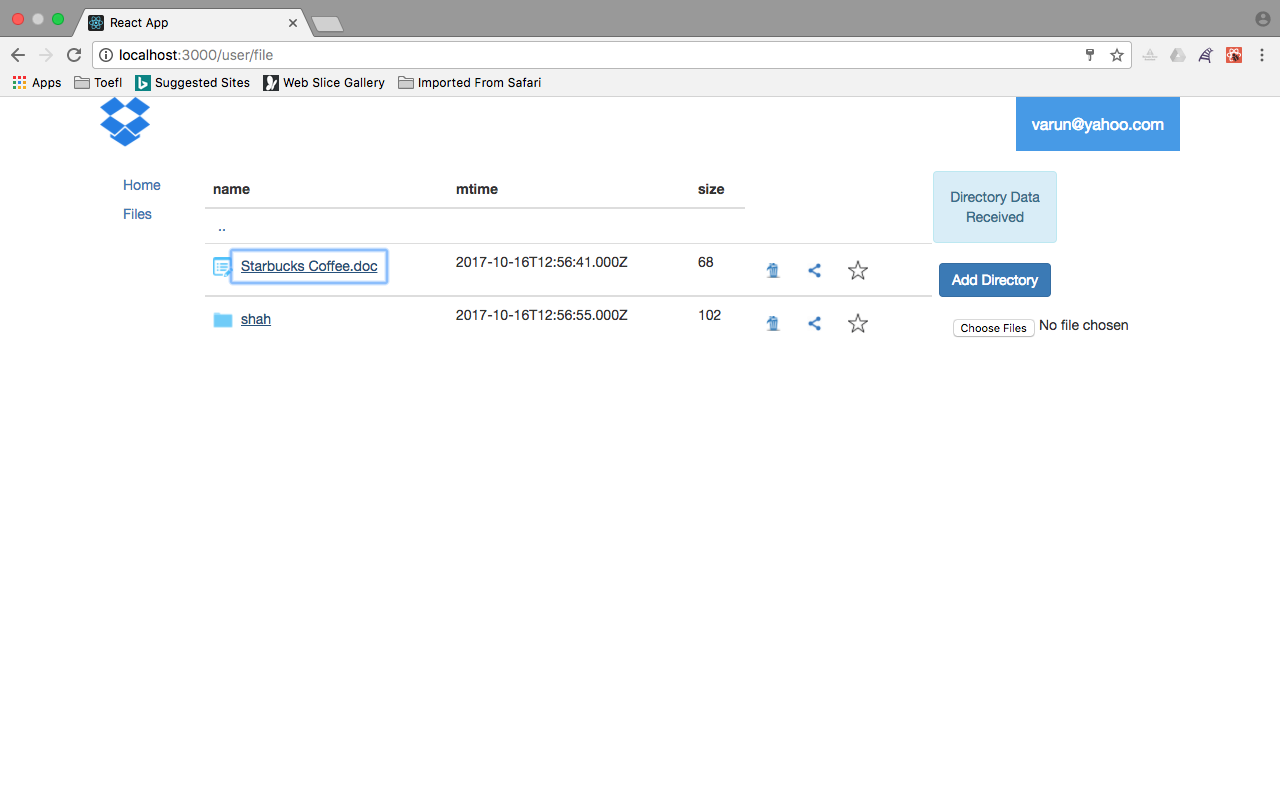 React App
localhost:3000/user/file
Apps Toefl Suggested Sites Web Slice Gallery Imported From Safari
varun@yahoo.com
Home
Files
name mtime size
..
Starbucks Coffee.doc 2017-10-16T12:56:41.000Z 68
shah 2017-10-16T12:56:55.000Z 102
Directory Data
Received
Add Directory
Choose Files No file chosen